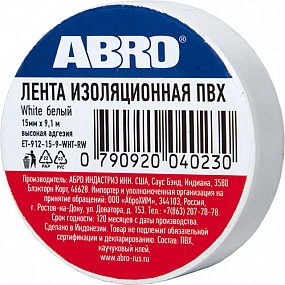 ABRO®
ЛЕНТА ИЗОЛЯЦИОННАЯ ПВХ
White белый
15мм x 9,1 м
высокая адгезия
ET-912-15-9-WHT-RW
0 790920 040230
Производитель: АБРО ИНДАСТРИЗ ИНН. США, Саус Бэнд, Индиана, 3580
Блэкторн Корт, 46628. Импортер и уполномоченная организация на
принятие обращений: ООО «АброХИМ», 344103, Россия,
г. Ростов-на-Дону, ул. Доватора, д. 153. Тел. +7(863) 207-78-78.
Срок годности: 120 месяцев с даты производства.
Сделано в Индонезии. Товар не подлежит обязательной
сертификации и декларированию. Состав: ПВХ,
каучуковый клей.
www.abro-rus.ru